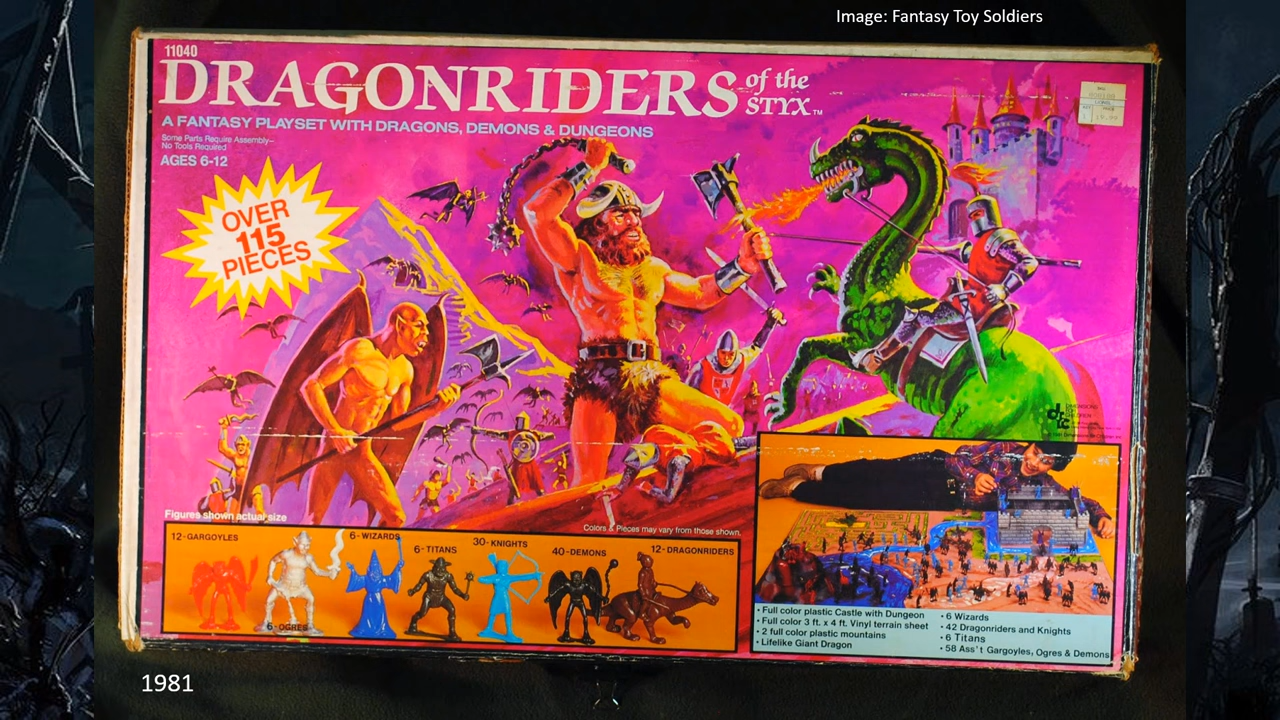 Image: Fantasy Toy Soldiers
11040
DRAGONRIDERS of the STYX™
A FANTASY PLAYSET WITH DRAGONS, DEMONS & DUNGEONS
Some Parts Require Assembly–
No Tools Required
AGES 6-12
OVER
115
PIECES
Figures shown actual size
Colors & Pieces may vary from those shown.
12-GARGOYLES
6-OGRES
6-WIZARDS
6-TITANS
30-KNIGHTS
40-DEMONS
12-DRAGONRIDERS
• Full color plastic Castle with Dungeon
• Full color 3 ft. x 4 ft. Vinyl terrain sheet
• 2 full color plastic mountains
• Lifelike Giant Dragon
• 6 Wizards
• 42 Dragonriders and Knights
• 6 Titans
• 58 Ass't Gargoyles, Ogres & Demons
1981